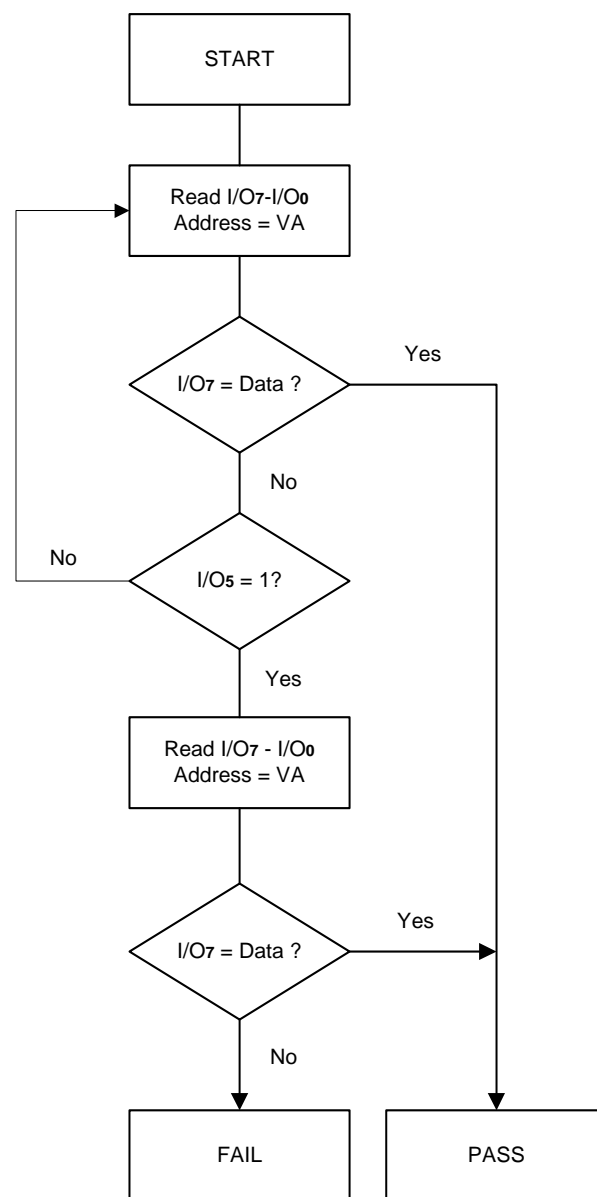 START
Read I/O7-I/O0
Address = VA
Yes
I/O7 = Data ?
No
No
I/O5 = 1?
Yes
Read I/O7 - I/O0
Address = VA
Yes
I/O7 = Data ?
No
FAIL
PASS